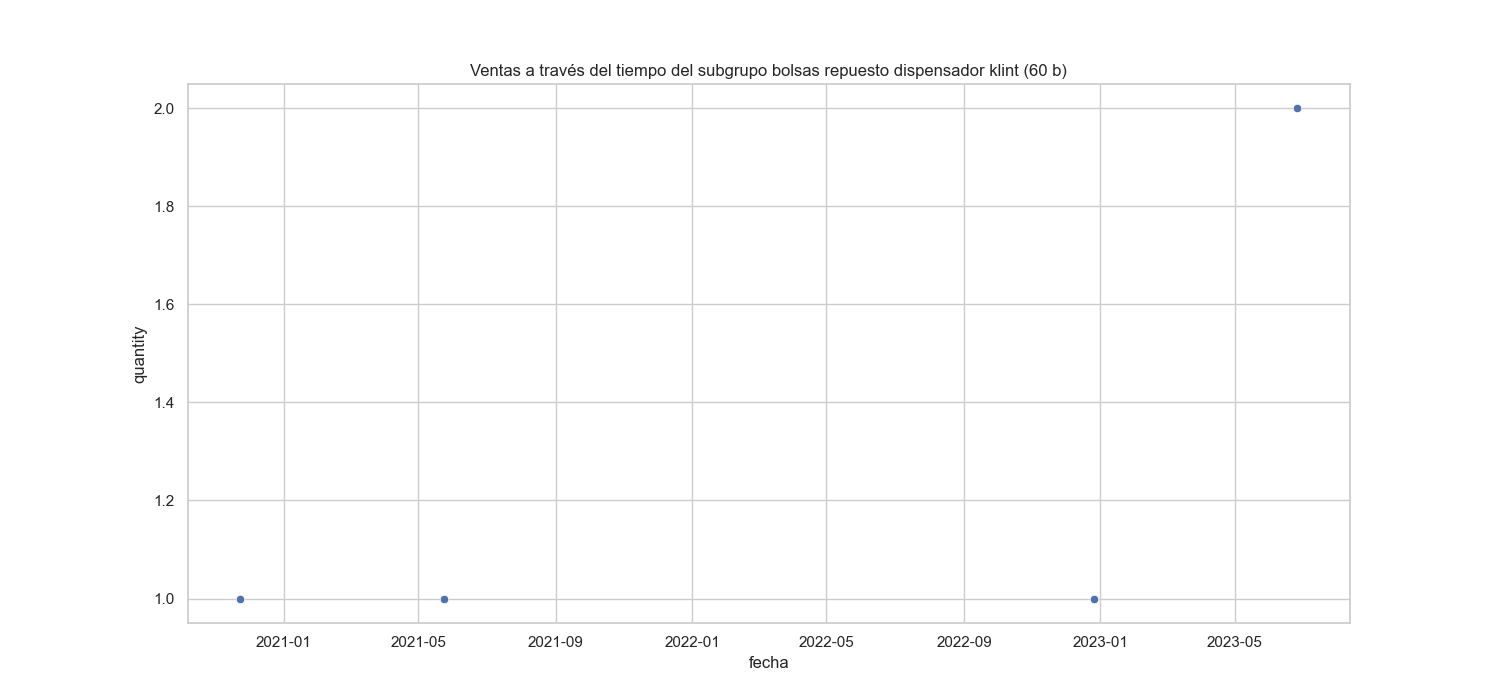 Ventas a través del tiempo del subgrupo bolsas repuesto dispensador klint (60 b)
2.0
1.8
1.6
1.4
1.2
1.0
quantity
2021-01 2021-05 2021-09 2022-01 2022-05 2022-09 2023-01 2023-05
fecha